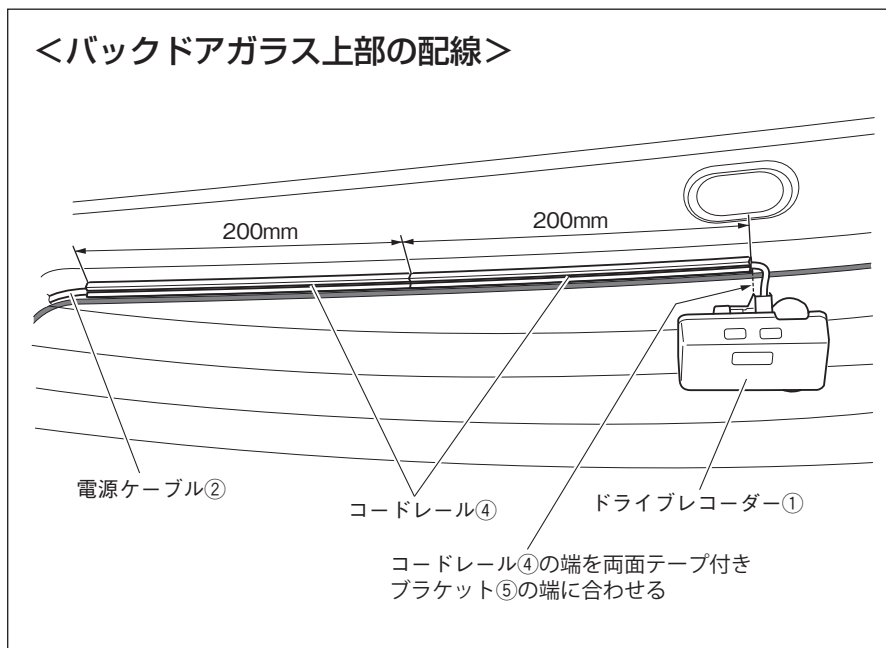 ＜バックドアガラス上部の配線＞
200mm
200mm
電源ケーブル②
コードレール④
ドライブレコーダー①
コードレール④の端を両面テープ付き
ブラケット⑤の端に合わせる